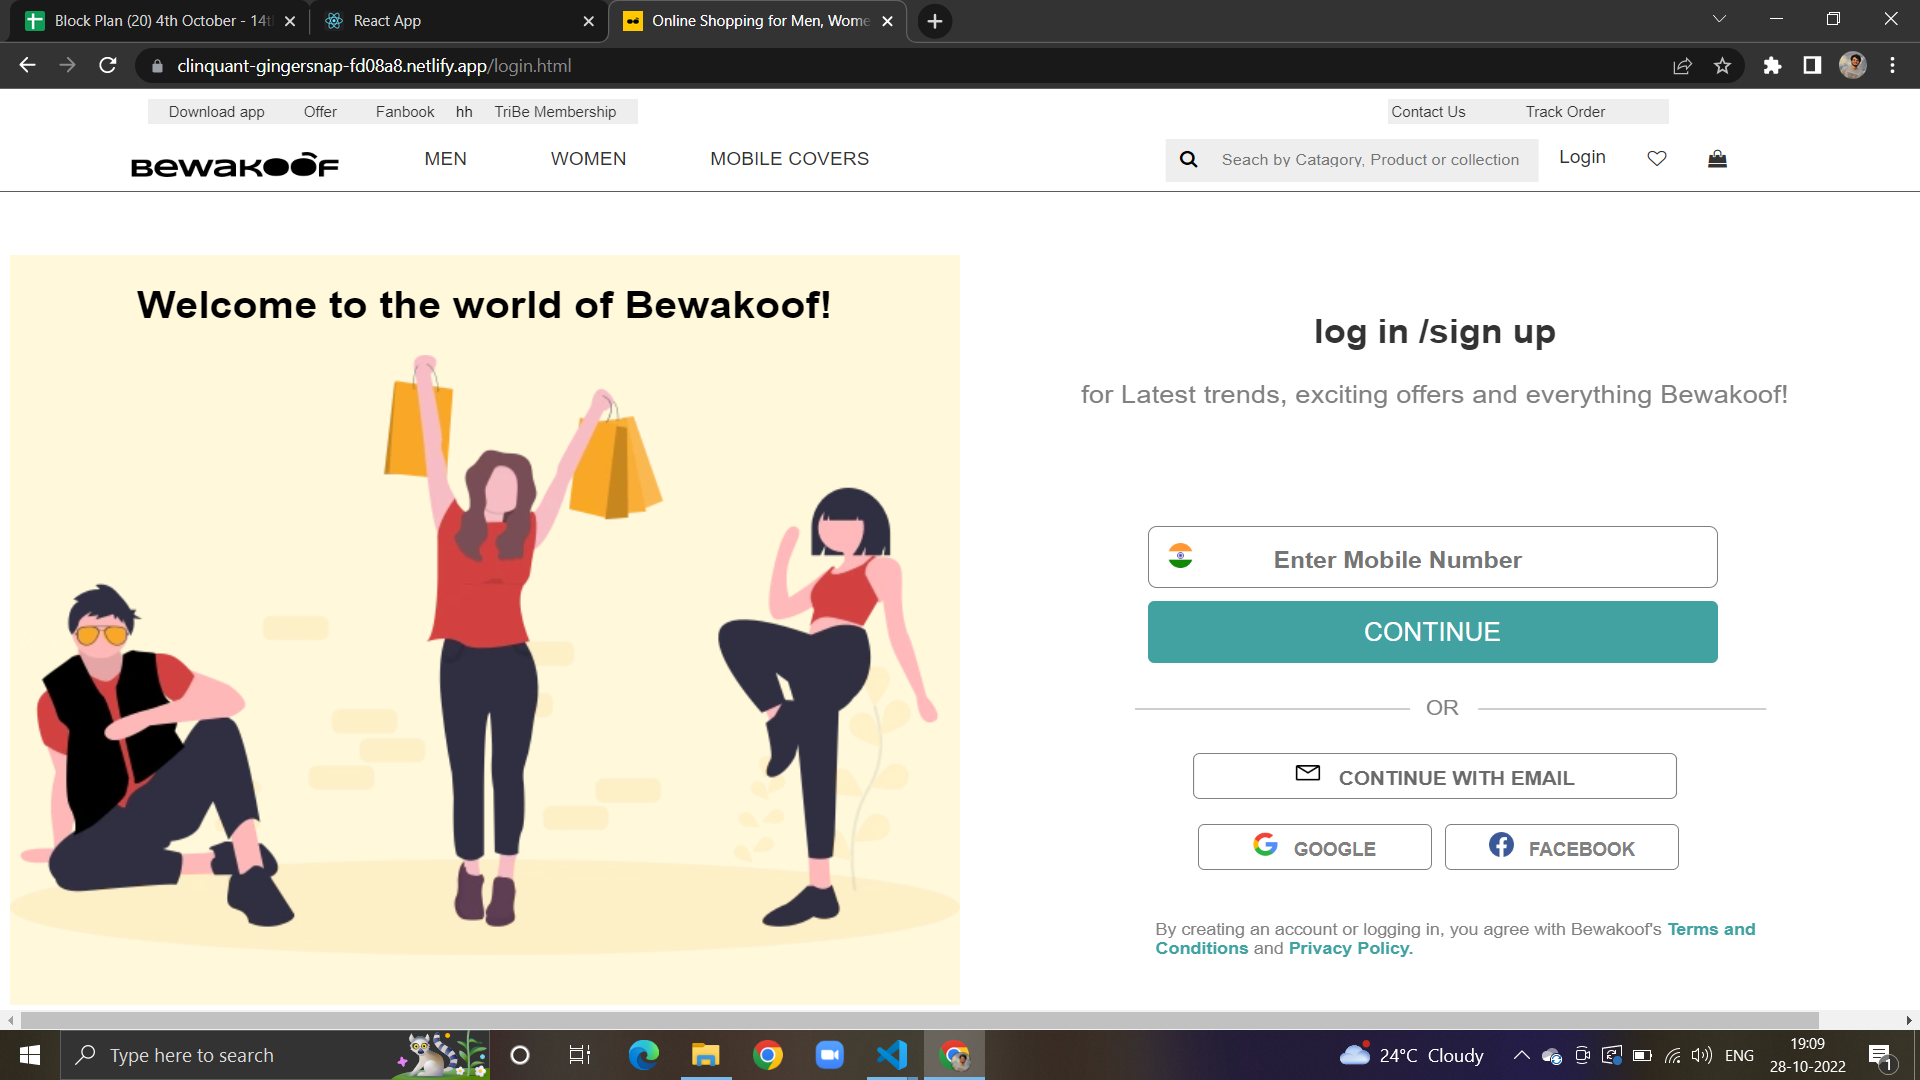 Block Plan (20) 4th October - 14t
React App
Online Shopping for Men, Wome
clinquant-gingersnap-fd08a8.netlify.app/login.html
Download app Offer Fanbook hh TriBe Membership Contact Us Track Order
BEWAKOOF MEN WOMEN MOBILE COVERS Seach by Catagory, Product or collection Login
Welcome to the world of Bewakoof!
log in /sign up
for Latest trends, exciting offers and everything Bewakoof!
Enter Mobile Number
CONTINUE
OR
CONTINUE WITH EMAIL
GOOGLE FACEBOOK
By creating an account or logging in, you agree with Bewakoof's Terms and
Conditions and Privacy Policy.
Type here to search
24°C Cloudy
ENG
19:09
28-10-2022
1